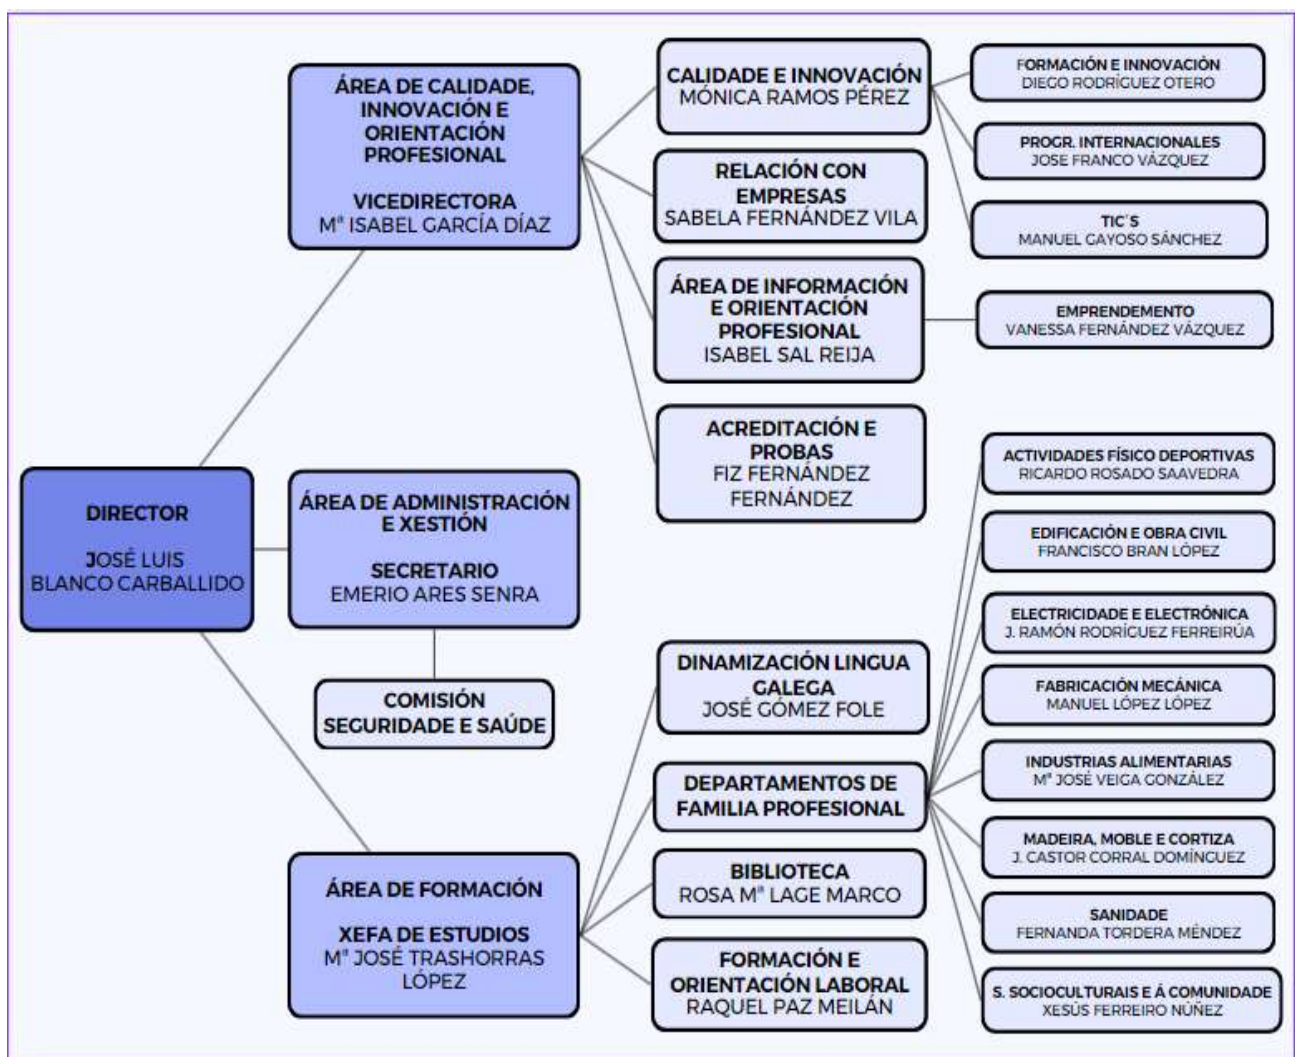 ÁREA DE CALIDADE,
INNOVACIÓN E
ORIENTACIÓN
PROFESIONAL
VICEDIRECTORA
Mª ISABEL GARCÍA DÍAZ
CALIDADE E INNOVACIÓN
MÓNICA RAMOS PÉREZ
FORMACIÓN E INNOVACIÓN
DIEGO RODRÍGUEZ OTERO
PROGR. INTERNACIONALES
JOSE FRANCO VÁZQUEZ
TIC´S
MANUEL GAYOSO SÁNCHEZ
RELACIÓN CON
EMPRESAS
SABELA FERNÁNDEZ VILA
ÁREA DE INFORMACIÓN
E ORIENTACIÓN
PROFESIONAL
ISABEL SAL REIJA
EMPRENDEMENTO
VANESSA FERNÁNDEZ VÁZQUEZ
ACREDITACIÓN E
PROBAS
FIZ FERNÁNDEZ
FERNÁNDEZ
DIRECTOR
JOSÉ LUIS
BLANCO CARBALLIDO
ÁREA DE ADMINISTRACIÓN
E XESTIÓN
SECRETARIO
EMERIO ARES SENRA
COMISIÓN
SEGURIDADE E SAÚDE
ÁREA DE FORMACIÓN
XEFA DE ESTUDIOS
Mª JOSÉ TRASHORRAS
LÓPEZ
DINAMIZACIÓN LINGUA
GALEGA
JOSÉ GÓMEZ FOLE
DEPARTAMENTOS DE
FAMILIA PROFESIONAL
ACTIVIDADES FÍSICO DEPORTIVAS
RICARDO ROSADO SAAVEDRA
EDIFICACIÓN E OBRA CIVIL
FRANCISCO BRAN LÓPEZ
ELECTRICIDADE E ELECTRÓNICA
J. RAMÓN RODRÍGUEZ FERREIRÚA
FABRICACIÓN MECÁNICA
MANUEL LÓPEZ LÓPEZ
INDUSTRIAS ALIMENTARIAS
Mª JOSÉ VEIGA GONZÁLEZ
MADEIRA, MOBLE E CORTIZA
J. CASTOR CORRAL DOMÍNGUEZ
SANIDADE
FERNANDA TORDERA MÉNDEZ
S. SOCIOCULTURAIS E Á COMUNIDADE
XESÚS FERREIRO NÚÑEZ
BIBLIOTECA
ROSA Mª LAGE MARCO
FORMACIÓN E
ORIENTACIÓN LABORAL
RAQUEL PAZ MEILÁN